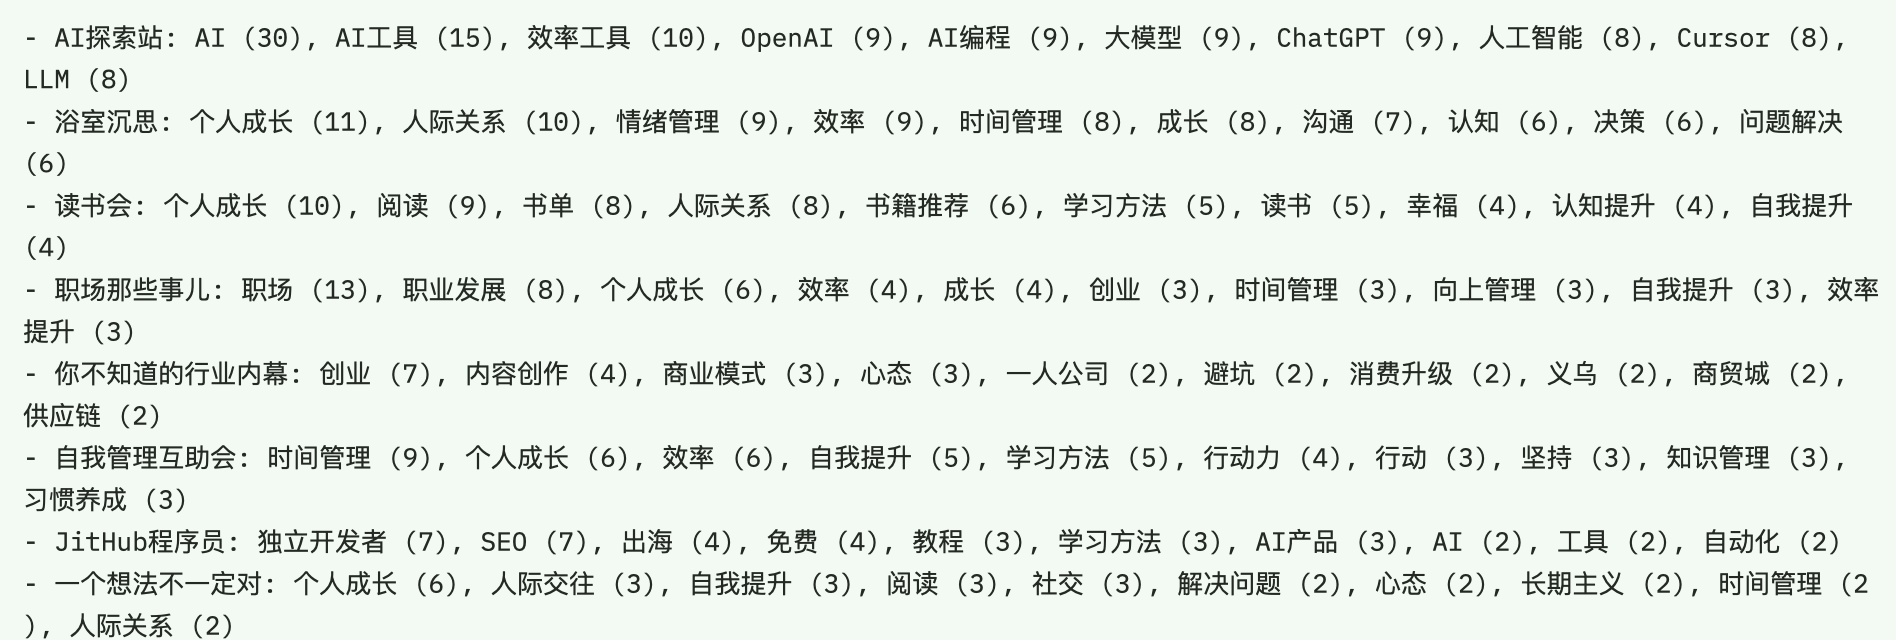 - AI探索站: AI (30), AI工具 (15), 效率工具 (10), OpenAI (9), AI编程 (9), 大模型 (9), ChatGPT (9), 人工智能 (8), Cursor (8),
LLM (8)
- 浴室沉思: 个人成长 (11), 人际关系 (10), 情绪管理 (9), 效率 (9), 时间管理 (8), 成长 (8), 沟通 (7), 认知 (6), 决策 (6), 问题解决
(6)
- 读书会: 个人成长 (10), 阅读 (9), 书单 (8), 人际关系 (8), 书籍推荐 (6), 学习方法 (5), 读书 (5), 幸福 (4), 认知提升 (4), 自我提升
(4)
- 职场那些事儿: 职场 (13), 职业发展 (8), 个人成长 (6), 效率 (4), 成长 (4), 创业 (3), 时间管理 (3), 向上管理 (3), 自我提升 (3), 效率
提升 (3)
- 你不知道的行业内幕: 创业 (7), 内容创作 (4), 商业模式 (3), 心态 (3), 一人公司 (2), 避坑 (2), 消费升级 (2), 义乌 (2), 商贸城 (2),
供应链 (2)
- 自我管理互助会: 时间管理 (9), 个人成长 (6), 效率 (6), 自我提升 (5), 学习方法 (5), 行动力 (4), 行动 (3), 坚持 (3), 知识管理 (3),
习惯养成 (3)
- JitHub程序员: 独立开发者 (7), SEO (7), 出海 (4), 免费 (4), 教程 (3), 学习方法 (3), AI产品 (3), AI (2), 工具 (2), 自动化 (2)
- 一个想法不一定对: 个人成长 (6), 人际交往 (3), 自我提升 (3), 阅读 (3), 社交 (3), 解决问题 (2), 心态 (2), 长期主义 (2), 时间管理 (2
), 人际关系 (2)